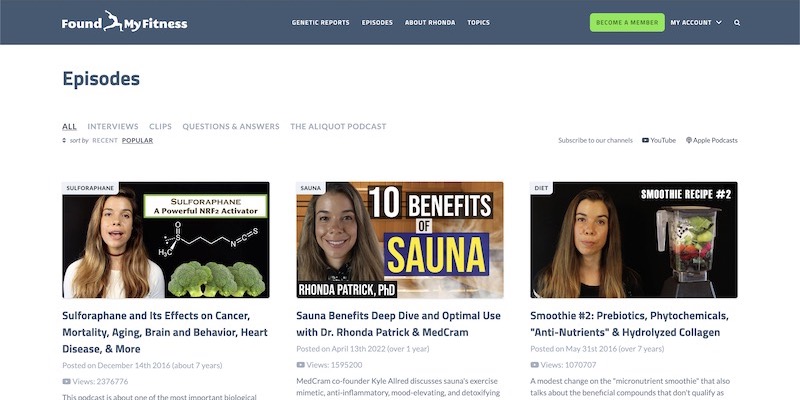 Found MyFitness
GENETIC REPORTS EPISODES ABOUT RHONDA TOPICS
BECOME A MEMBER MY ACCOUNT
Episodes
ALL INTERVIEWS CLIPS QUESTIONS & ANSWERS THE ALIQUOT PODCAST
sort by RECENT POPULAR
Subscribe to our channels YouTube Apple Podcasts
SULFORAPHANE
SULFORAPHANE
A Powerful NRF2 Activator
O
S
H₃C
N=C=S
Sulforaphane and Its Effects on Cancer,
Mortality, Aging, Brain and Behavior, Heart
Disease, & More
Posted on December 14th 2016 (about 7 years)
Views: 2376776
This podcast is about one of the most important biological
SAUNA
10 BENEFITS
OF
SAUNA
RHONDA PATRICK, PhD
Sauna Benefits Deep Dive and Optimal Use
with Dr. Rhonda Patrick & MedCram
Posted on April 13th 2022 (over 1 year)
Views: 1595200
MedCram co-founder Kyle Allred discusses sauna's exercise
mimetic, anti-inflammatory, mood-elevating, and detoxifying
DIET
SMOOTHIE RECIPE #2
Smoothie #2: Prebiotics, Phytochemicals,
"Anti-Nutrients" & Hydrolyzed Collagen
Posted on May 31st 2016 (over 7 years)
Views: 1070707
A modest change on the "micronutrient smoothie" that also
talks about the beneficial compounds that don't qualify as